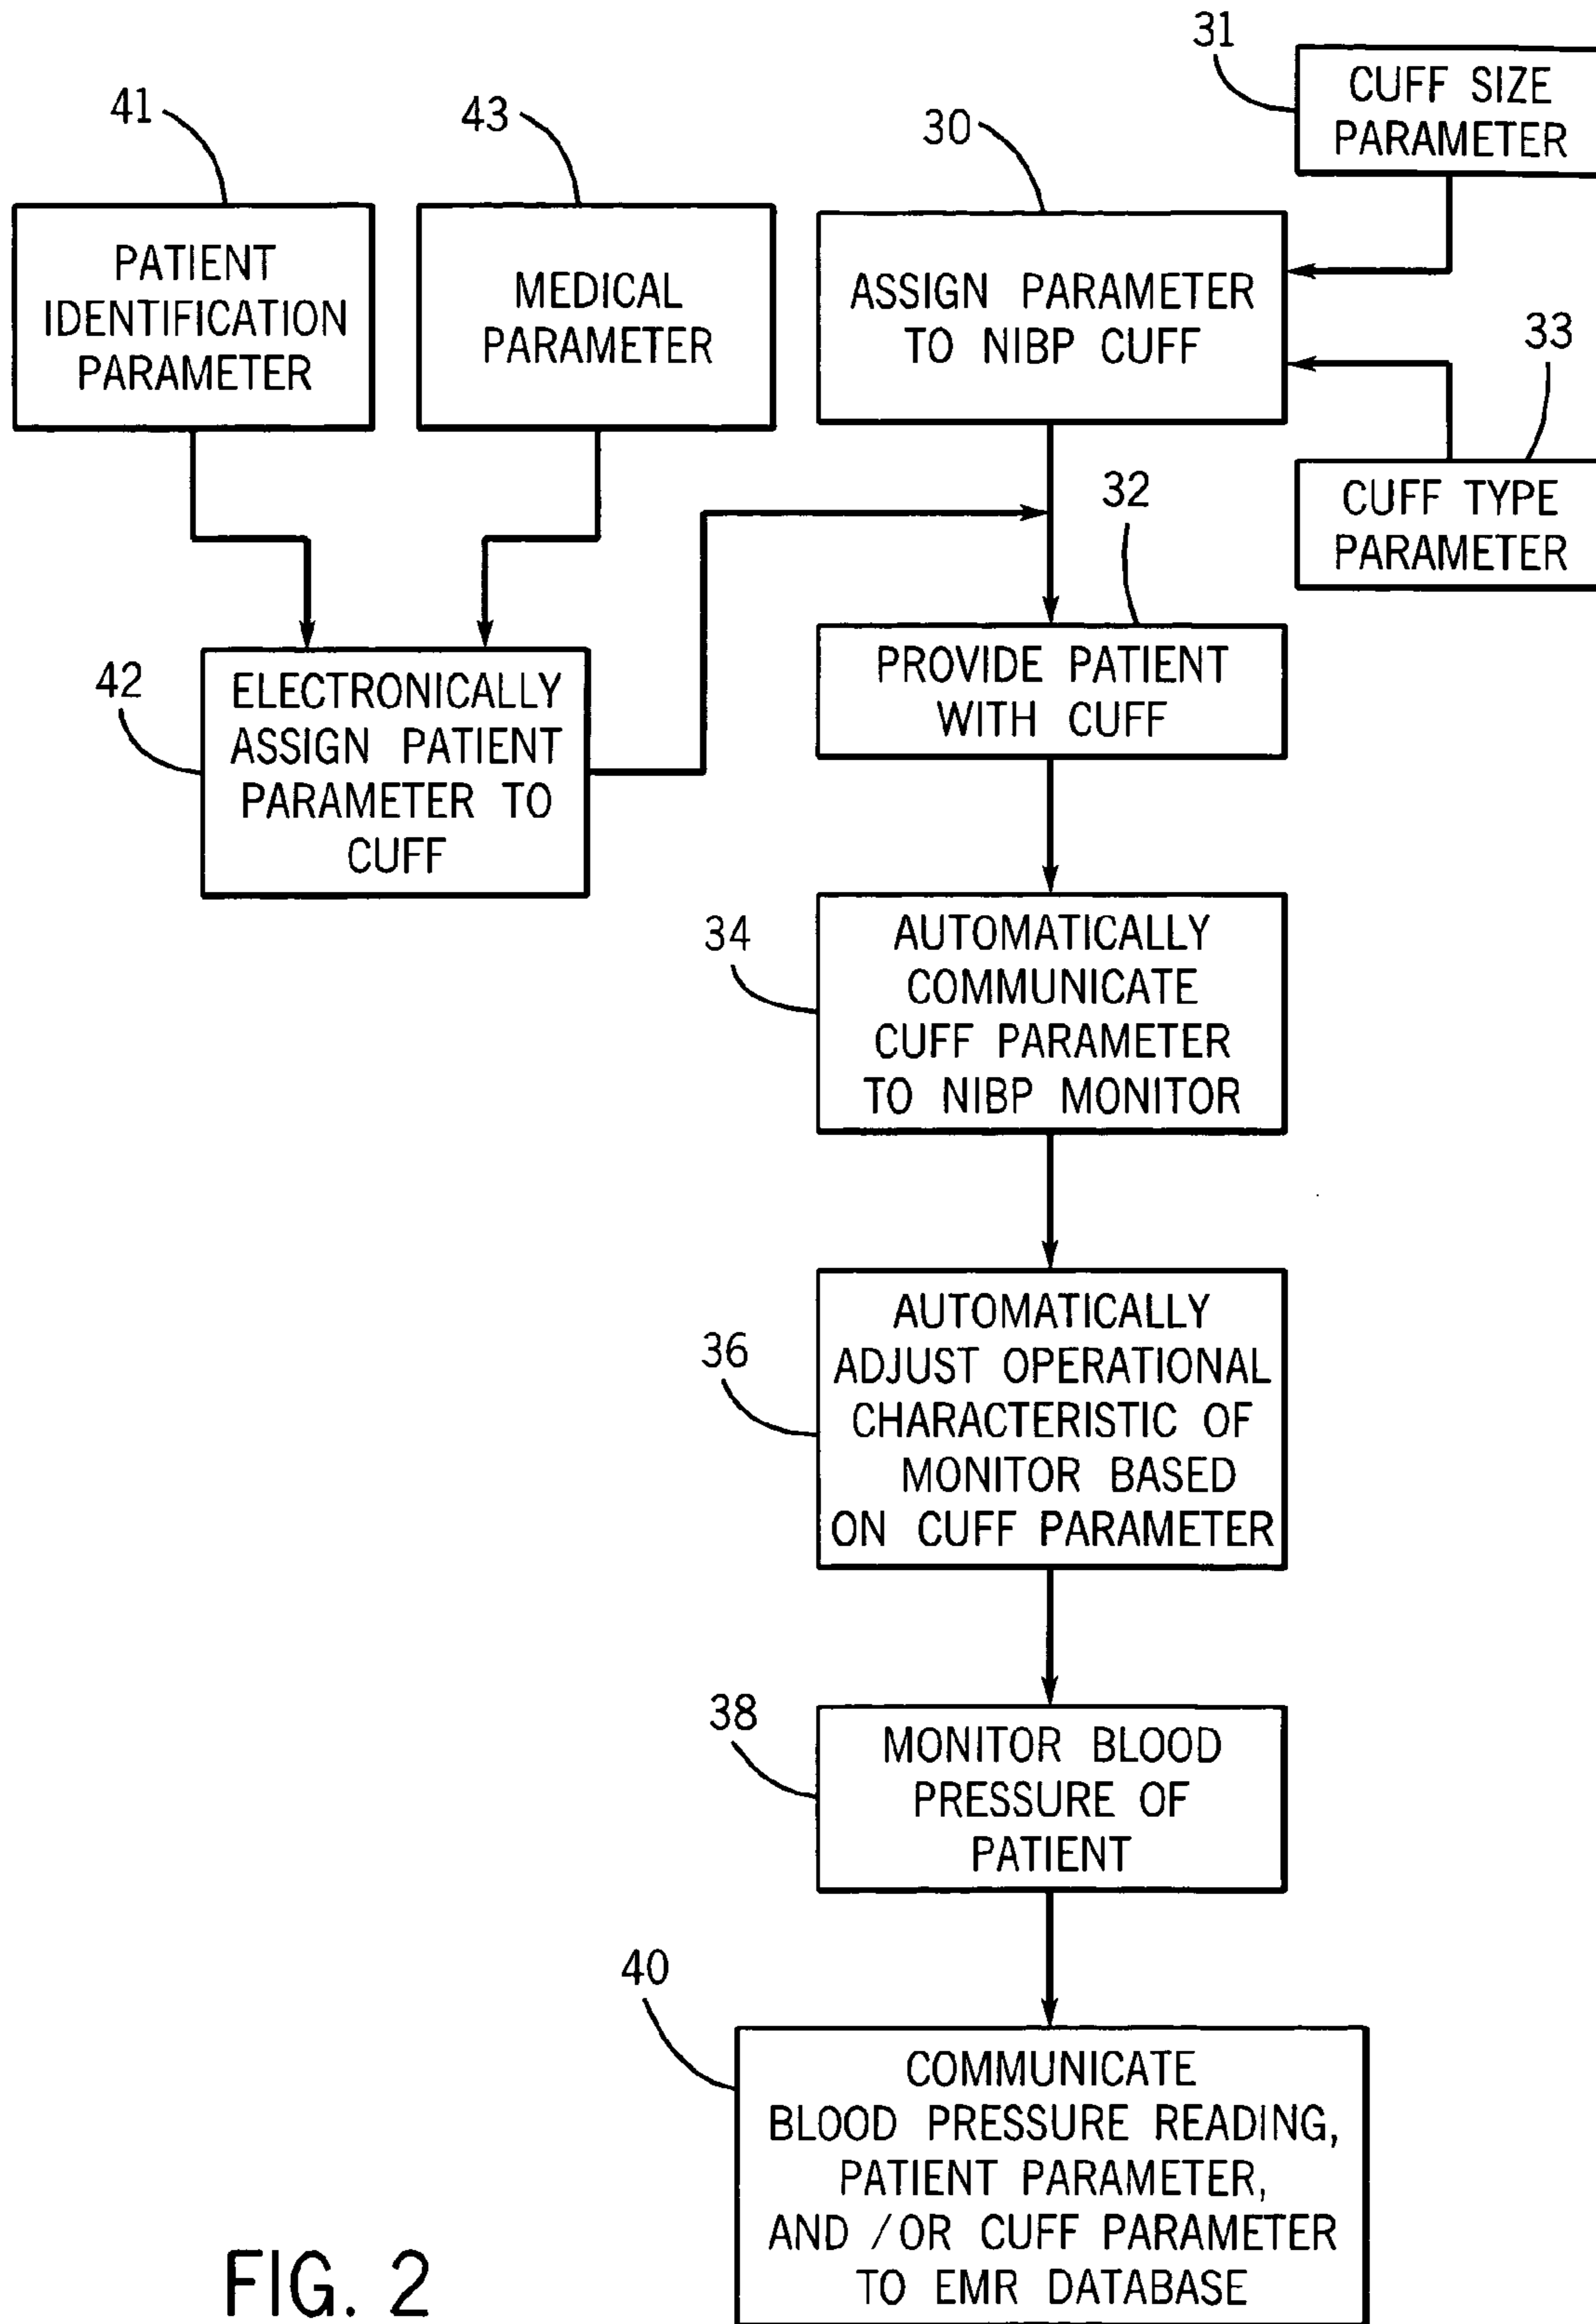 31
CUFF SIZE
PARAMETER
41
43
30
PATIENT
IDENTIFICATION
PARAMETER
MEDICAL
PARAMETER
ASSIGN PARAMETER
TO NIBP CUFF
33
CUFF TYPE
PARAMETER
32
PROVIDE PATIENT
WITH CUFF
42
ELECTRONICALLY
ASSIGN PATIENT
PARAMETER TO
CUFF
34
AUTOMATICALLY
COMMUNICATE
CUFF PARAMETER
TO NIBP MONITOR
36
AUTOMATICALLY
ADJUST OPERATIONAL
CHARACTERISTIC OF
MONITOR BASED
ON CUFF PARAMETER
38
MONITOR BLOOD
PRESSURE OF
PATIENT
40
COMMUNICATE
BLOOD PRESSURE READING,
PATIENT PARAMETER,
AND /OR CUFF PARAMETER
TO EMR DATABASE
FIG. 2